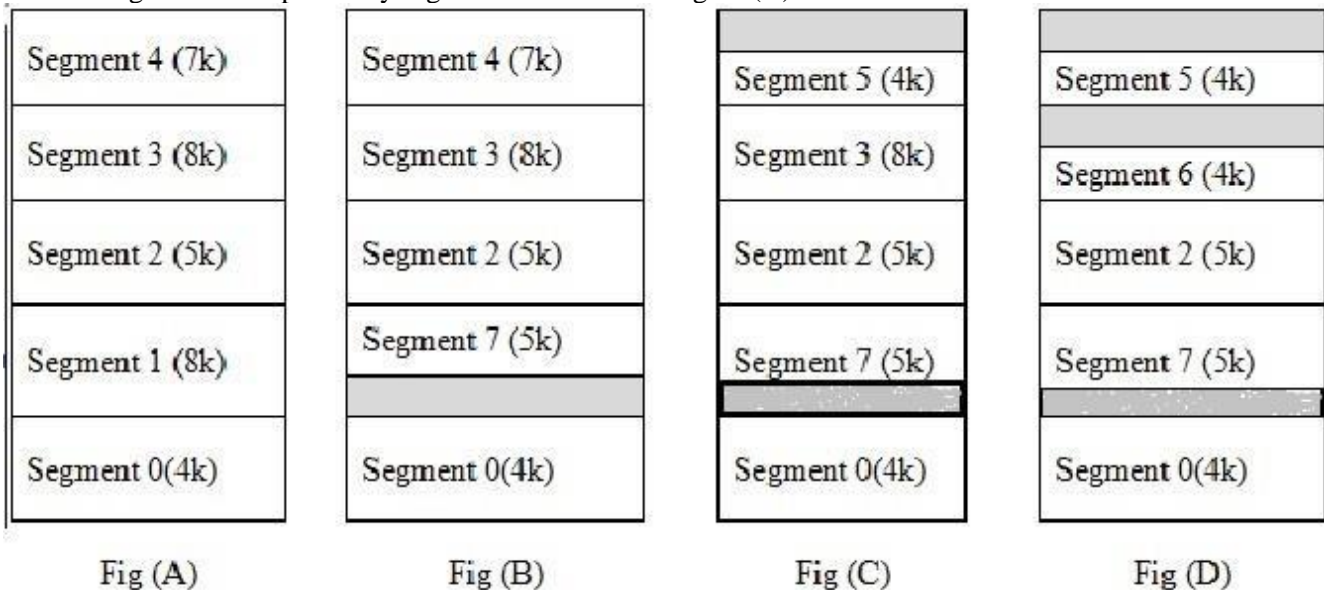 Segment 4 (7k)
Segment 3 (8k)
Segment 2 (5k)
Segment 1 (8k)
Segment 0(4k)
Fig (A)
Segment 4 (7k)
Segment 3 (8k)
Segment 2 (5k)
Segment 7 (5k)
Segment 0(4k)
Fig (B)
Segment 5 (4k)
Segment 3 (8k)
Segment 2 (5k)
Segment 7 (5k)
Segment 0(4k)
Fig (C)
Segment 5 (4k)
Segment 6 (4k)
Segment 2 (5k)
Segment 7 (5k)
Segment 0(4k)
Fig (D)